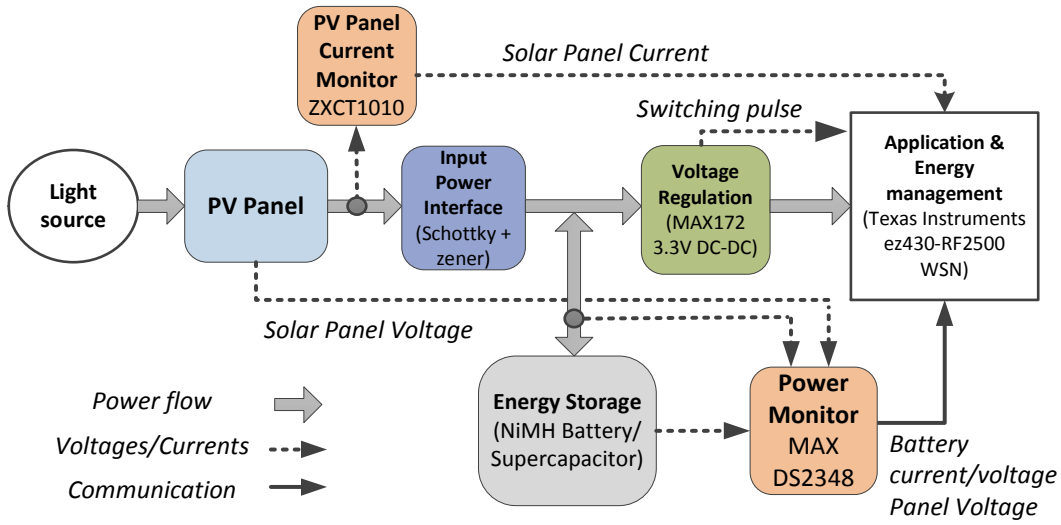 PV Panel
Current
Monitor
ZXCT1010
Solar Panel Current
Switching pulse
Light
source
PV Panel
Input
Power
Interface
(Schottky +
zener)
Voltage
Regulation
(MAX172
3.3V DC-DC)
Application &
Energy
management
(Texas Instruments
ez430-RF2500
WSN)
Solar Panel Voltage
Energy Storage
(NiMH Battery/
Supercapacitor)
Power
Monitor
MAX
DS2348
Battery
current/voltage
Panel Voltage
Power flow
Voltages/Currents
Communication